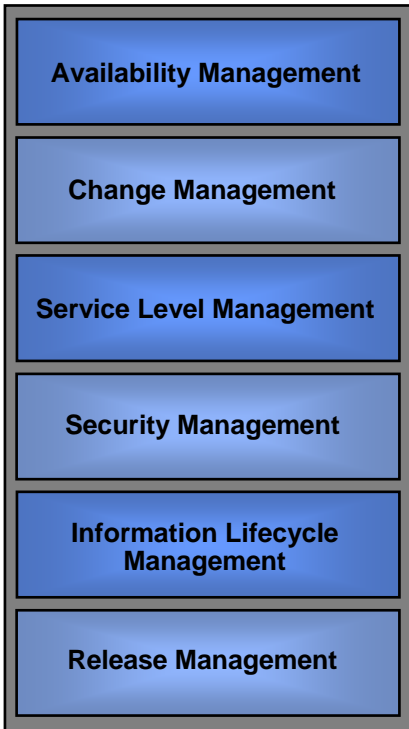 Availability Management
Change Management
Service Level Management
Security Management
Information Lifecycle
Management
Release Management